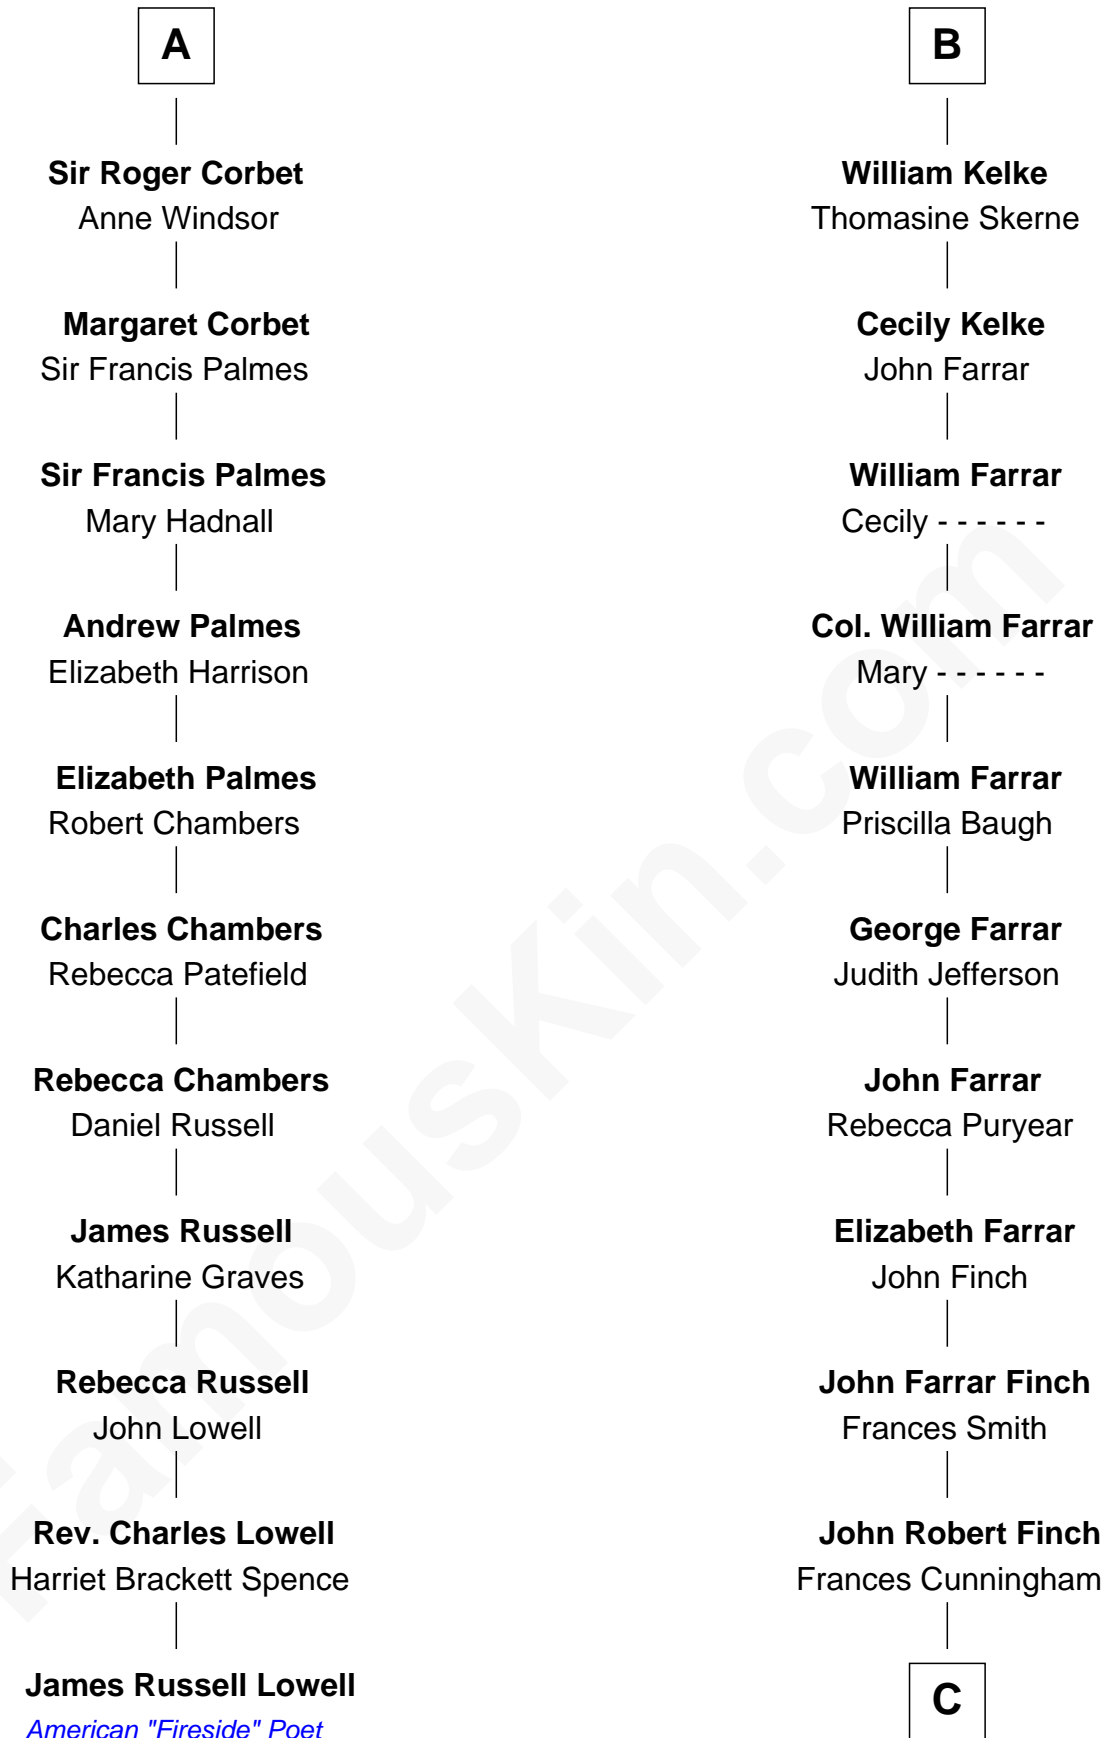 A
Sir Roger Corbet
Anne Windsor
Margaret Corbet
Sir Francis Palmes
Sir Francis Palmes
Mary Hadnall
Andrew Palmes
Elizabeth Harrison
Elizabeth Palmes
Robert Chambers
Charles Chambers
Rebecca Patefield
Rebecca Chambers
Daniel Russell
James Russell
Katharine Graves
Rebecca Russell
John Lowell
Rev. Charles Lowell
Harriet Brackett Spence
James Russell Lowell
American "Fireside" Poet
B
William Kelke
Thomasine Skerne
Cecily Kelke
John Farrar
William Farrar
Cecily - - - - - -
Col. William Farrar
Mary - - - - - -
William Farrar
Priscilla Baugh
George Farrar
Judith Jefferson
John Farrar
Rebecca Puryear
Elizabeth Farrar
John Finch
John Farrar Finch
Frances Smith
John Robert Finch
Frances Cunningham
C
FamousKin.com